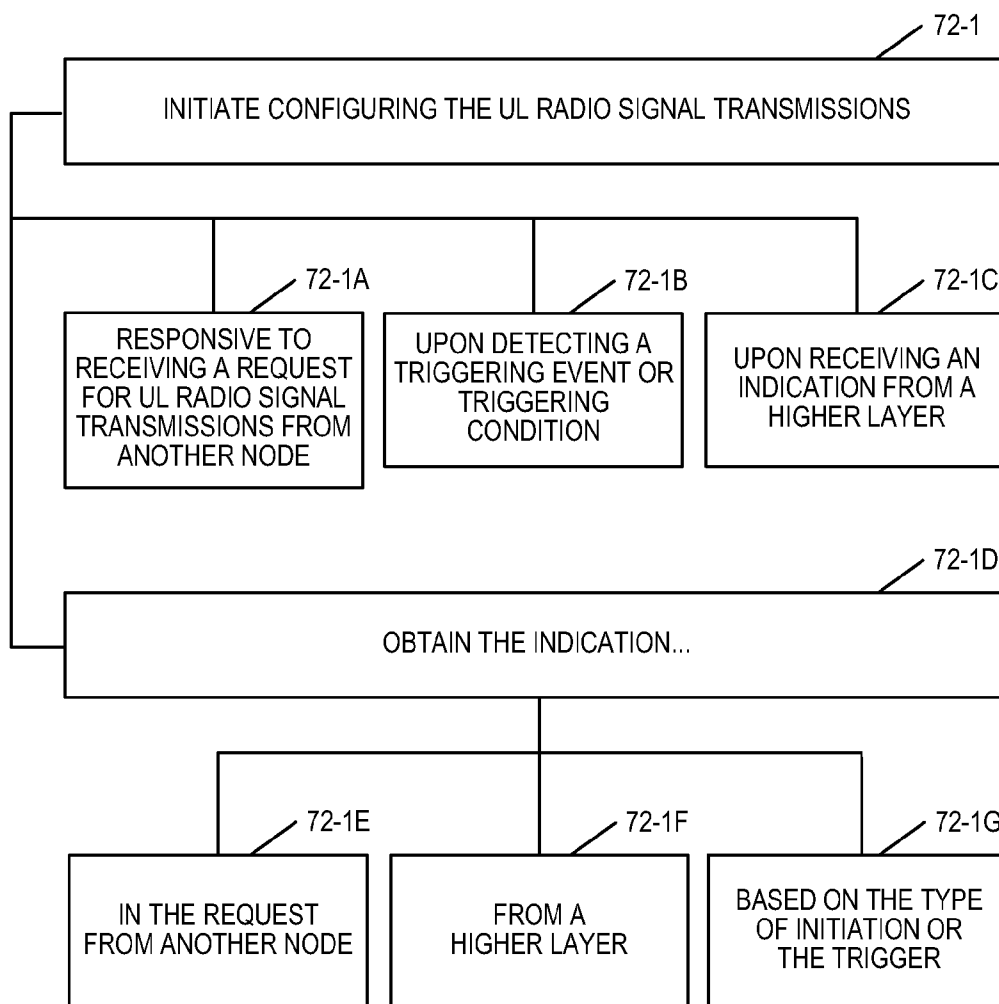 72-1
INITIATE CONFIGURING THE UL RADIO SIGNAL TRANSMISSIONS
72-1A
RESPONSIVE TO
RECEIVING A REQUEST
FOR UL RADIO SIGNAL
TRANSMISSIONS FROM
ANOTHER NODE
72-1B
UPON DETECTING A
TRIGGERING EVENT OR
TRIGGERING
CONDITION
72-1C
UPON RECEIVING AN
INDICATION FROM A
HIGHER LAYER
72-1D
OBTAIN THE INDICATION...
72-1E
IN THE REQUEST
FROM ANOTHER NODE
72-1F
FROM A
HIGHER LAYER
72-1G
BASED ON THE TYPE
OF INITIATION OR
THE TRIGGER